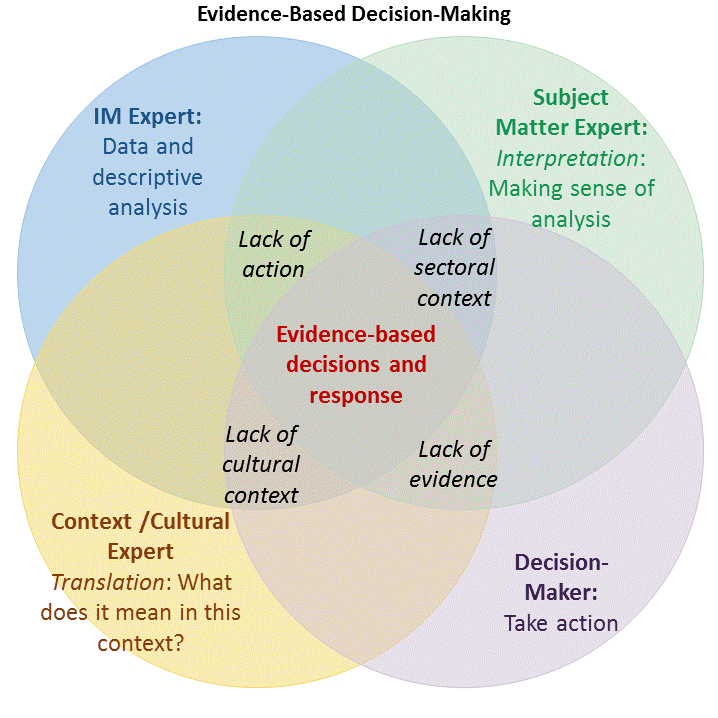 Evidence-Based Decision-Making
IM Expert:
Data and
descriptive
analysis
Subject
Matter Expert:
Interpretation:
Making sense of
analysis
Lack of
action
Lack of
sectoral
context
Evidence-based
decisions and
response
Lack of
cultural
context
Lack of
evidence
Context /Cultural
Expert
Translation: What
does it mean in this
context?
Decision-
Maker:
Take action